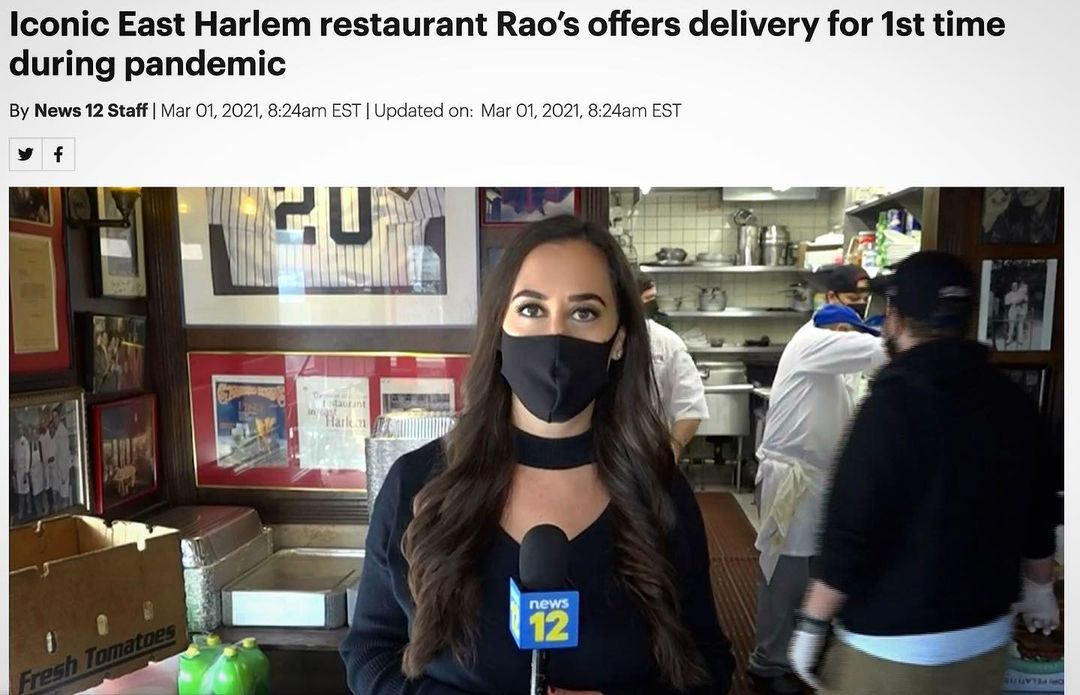 Iconic East Harlem restaurant Rao's offers delivery for 1st time
during pandemic
By News 12 Staff | Mar 01, 2021, 8:24am EST | Updated on: Mar 01, 2021, 8:24am EST
20
restaurant
Harlem
news
12
Fresh Tomatoes